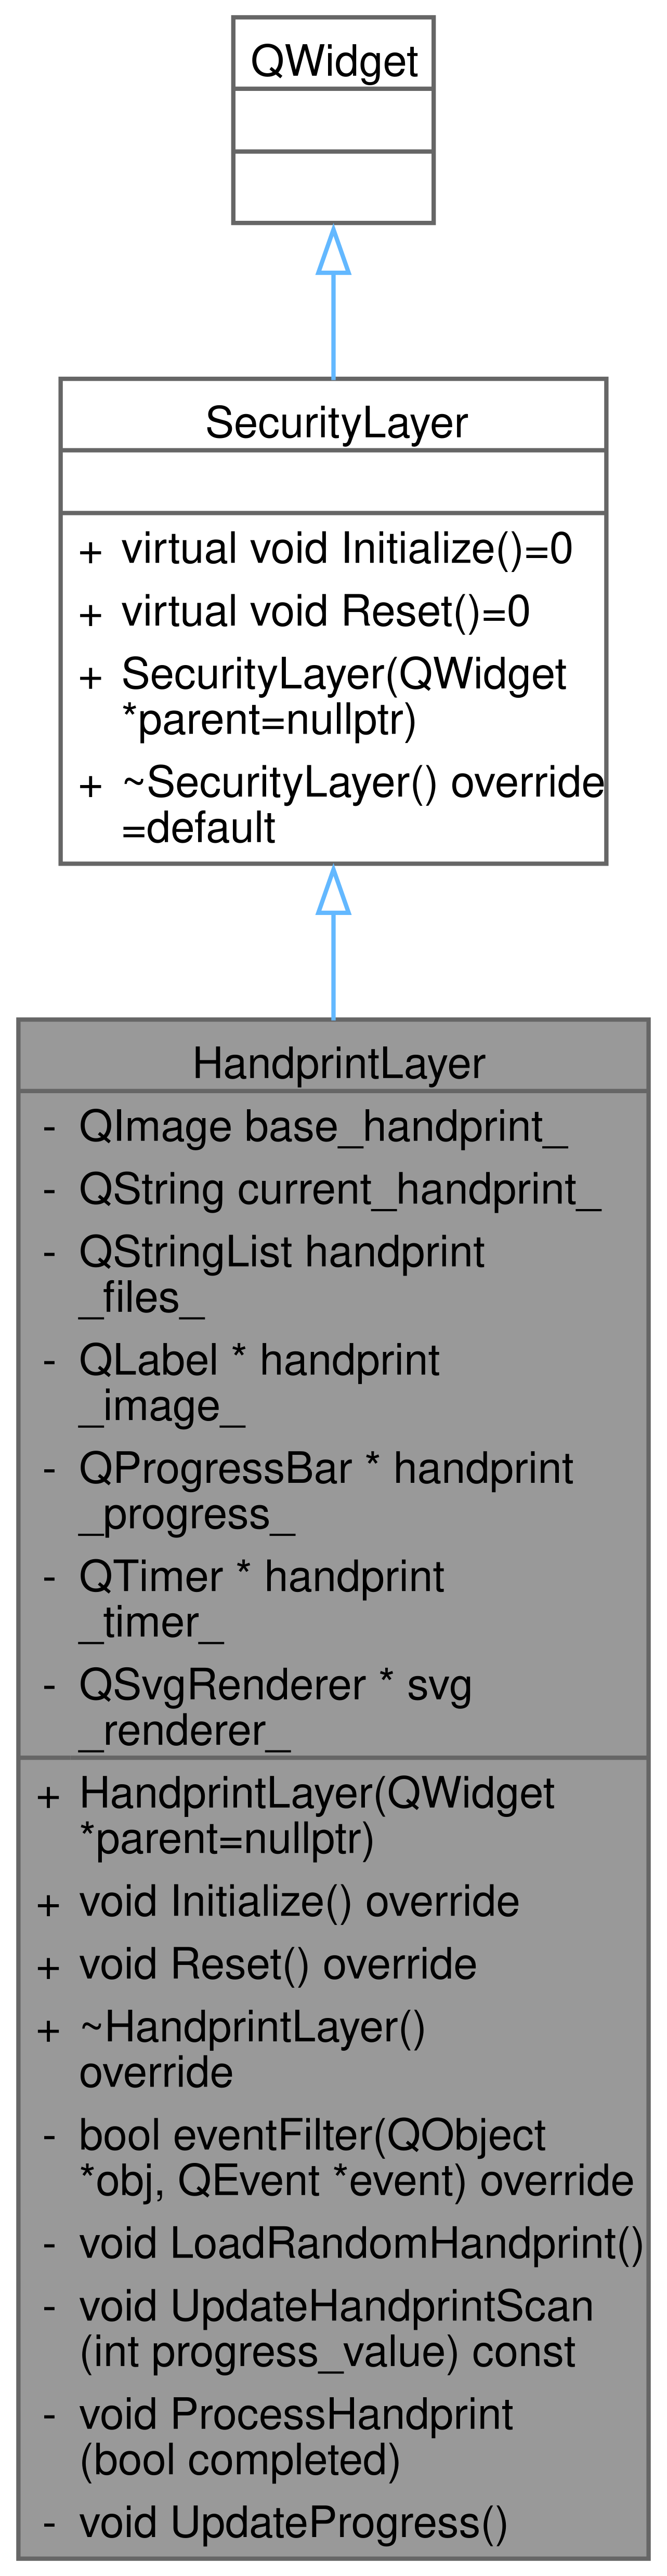 QWidget
SecurityLayer
+ virtual void Initialize()=0
+ virtual void Reset()=0
+ SecurityLayer(QWidget
*parent=nullptr)
+ ~SecurityLayer() override
=default
HandprintLayer
- QImage base_handprint_
- QString current_handprint_
- QStringList handprint
_files_
- QLabel * handprint
_image_
- QProgressBar * handprint
_progress_
- QTimer * handprint
_timer_
- QSvgRenderer * svg
_renderer_
+ HandprintLayer(QWidget
*parent=nullptr)
+ void Initialize() override
+ void Reset() override
+ ~HandprintLayer()
override
- bool eventFilter(QObject
*obj, QEvent *event) override
- void LoadRandomHandprint()
- void UpdateHandprintScan
(int progress_value) const
- void ProcessHandprint
(bool completed)
- void UpdateProgress()